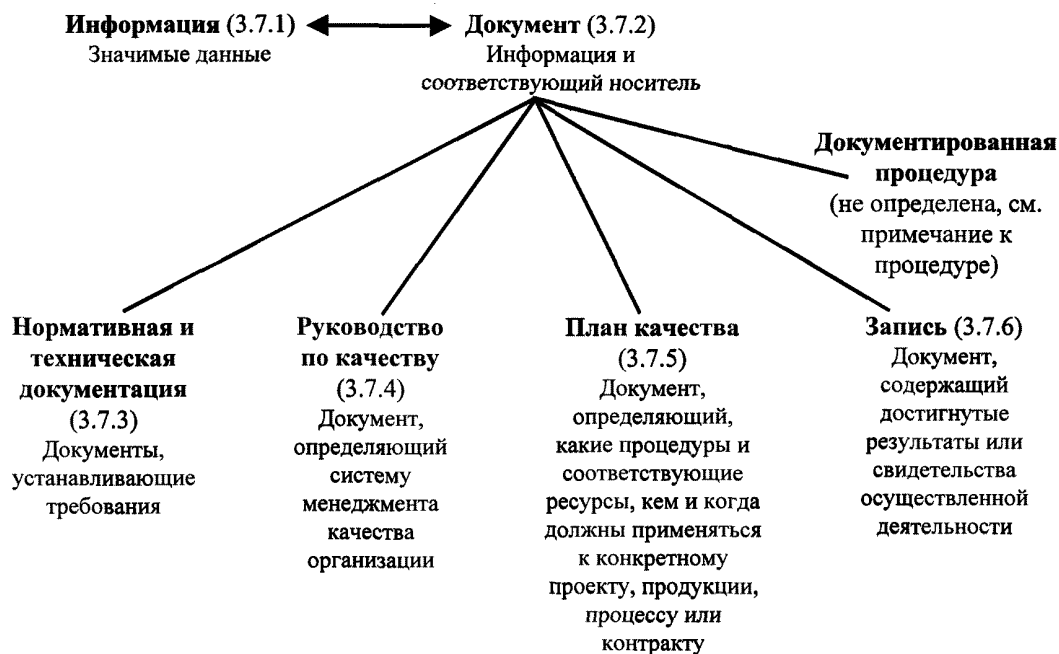 Информация (3.7.1)
Значимые данные
Документ (3.7.2)
Информация и
соответствующий носитель
Документированная
процедура
(не определена, см.
примечание к
процедуре)
Нормативная и
техническая
документация
(3.7.3)
Документы,
устанавливающие
требования
Руководство
по качеству
(3.7.4)
Документ,
определяющий
систему
менеджмента
качества
организации
План качества
(3.7.5)
Документ,
определяющий,
какие процедуры и
соответствующие
ресурсы, кем и когда
должны применяться
к конкретному
проекту, продукции,
процессу или
контракту
Запись (3.7.6)
Документ,
содержащий
достигнутые
результаты или
свидетельства
осуществленной
деятельности